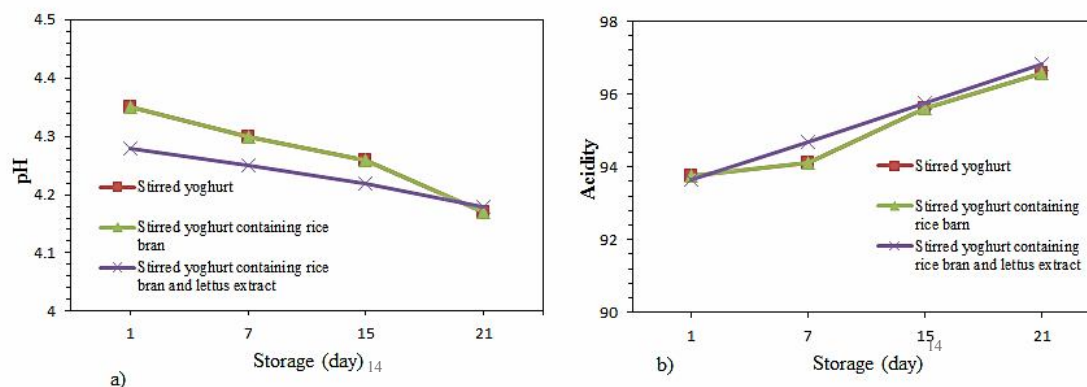 4.5
4.4
4.3
4.2
4.1
4
pH
Stirred yoghurt
Stirred yoghurt containing rice
bran
Stirred yoghurt containing rice
bran and lettus extract
1 7 15 21
Storage (day) 14
a)
98
96
94
92
90
Acidity
Stirred yoghurt
Stirred yoghurt containing
rice barn
Stirred yoghurt containing
rice bran and lettus extract
1 7 15 21
14
Storage (day)
b)